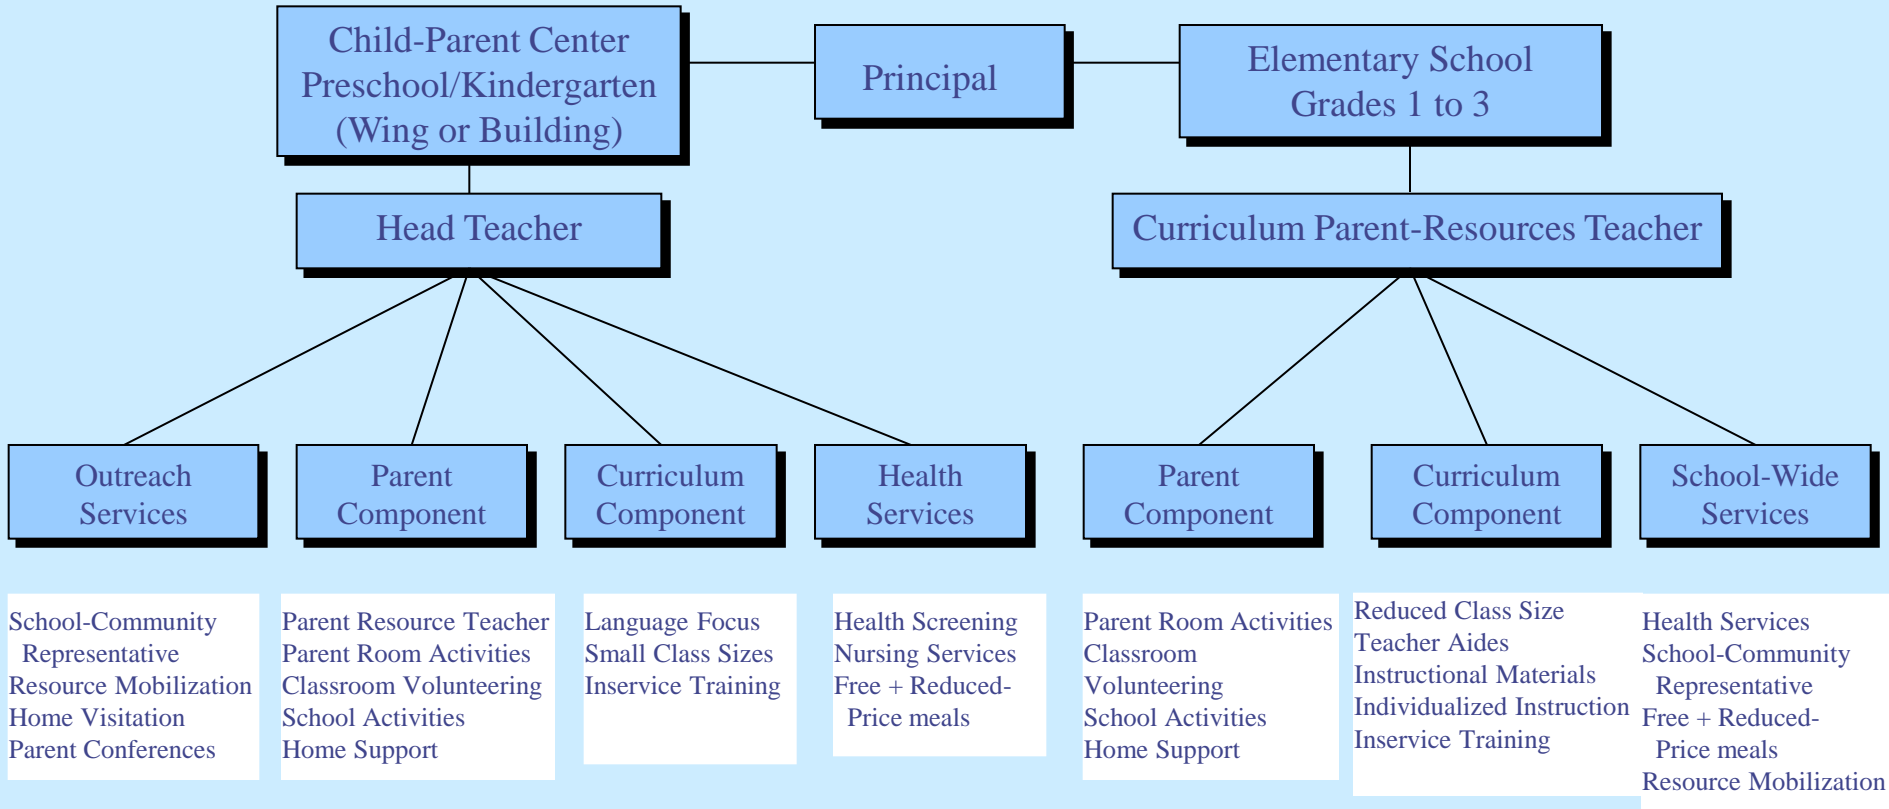 Child-Parent Center
Preschool/Kindergarten
(Wing or Building)
Principal
Elementary School
Grades 1 to 3
Head Teacher
Curriculum Parent-Resources Teacher
Outreach
Services
Parent
Component
Curriculum
Component
Health
Services
Parent
Component
Curriculum
Component
School-Wide
Services
School-Community
Representative
Resource Mobilization
Home Visitation
Parent Conferences
Parent Resource Teacher
Parent Room Activities
Classroom Volunteering
School Activities
Home Support
Language Focus
Small Class Sizes
Inservice Training
Health Screening
Nursing Services
Free + Reduced-
Price meals
Parent Room Activities
Classroom
Volunteering
School Activities
Home Support
Reduced Class Size
Teacher Aides
Instructional Materials
Individualized Instruction
Inservice Training
Health Services
School-Community
Representative
Free + Reduced-
Price meals
Resource Mobilization